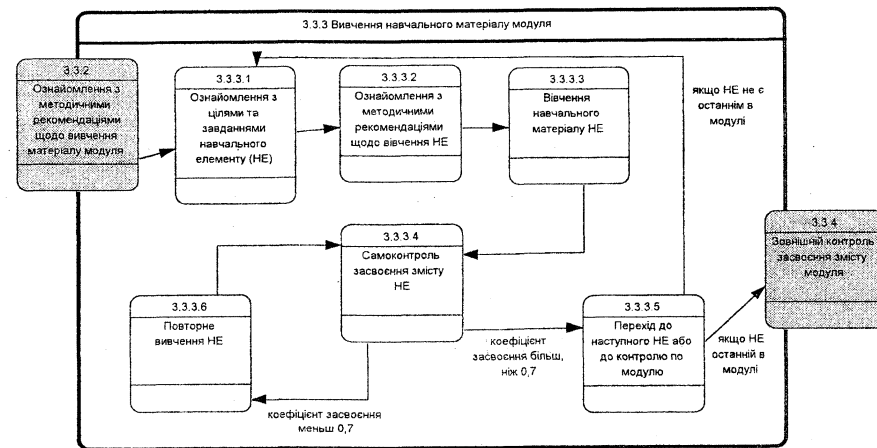 3.3.3 Вивчення навчального матеріалу модуля
3.3.2
Ознайомлення з
методичними
рекомендаціями
щодо вивчення
матеріалу модуля
3.3.3.1
Ознайомлення з
цілями та
завданнями
навчального
елементу (НЕ)
3.3.3.2
Ознайомлення з
методичними
рекомендаціями
щодо вівчення НЕ
3.3.3.3
Вівчення
навчального
матеріалу НЕ
якщо НЕ не є
останнім в
модулі
3.3.4
Зовнішній контроль
засвоєння змісту
модуля
3.3.3.4
Самоконтроль
засвоєння змісту
НЕ
3.3.3.6
Повторне
вивчення НЕ
3.3.3.5
Перехід до
наступного НЕ або
до контролю по
модулю
коефіцієнт
засвоєння більш,
ніж 0,7
якщо НЕ
останній в
модулі
коефіцієнт засвоєння
меньш 0,7